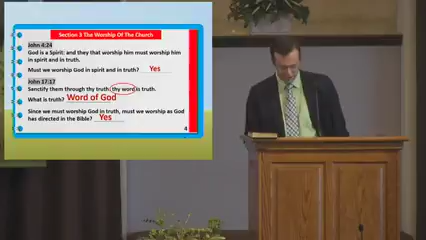 Section 3 The Worship Of The Church
John 4:24
God is a Spirit: and they that worship him must worship him
in spirit and in truth.
Must we worship God in spirit and in truth? Yes
John 17:17
Sanctify them through thy truth: thy word is truth.
What is truth? Word of God
Since we must worship God in truth, must we worship as God
has directed in the Bible? Yes
4